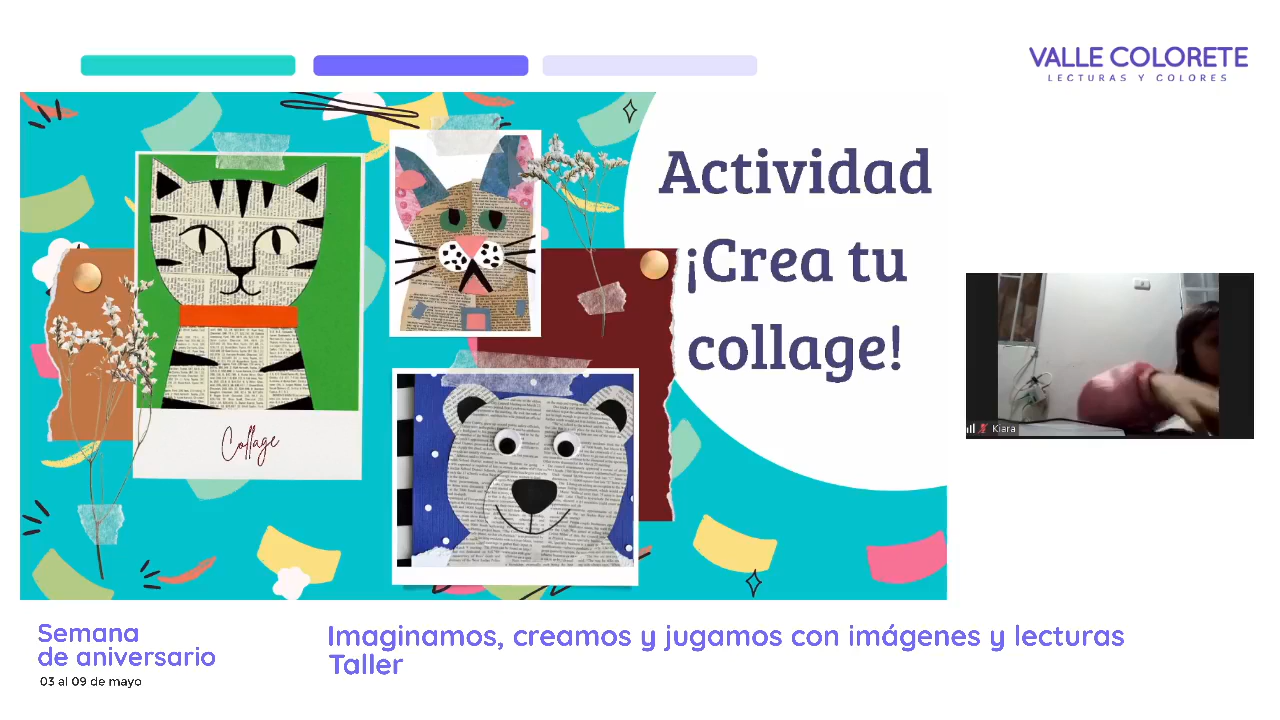 VALLE COLORETE
LECTURAS Y COLORES
Actividad
¡Crea tu
collage!
Collage
Kiara
Semana
de aniversario
03 al 09 de mayo
Imaginamos, creamos y jugamos con imágenes y lecturas
Taller